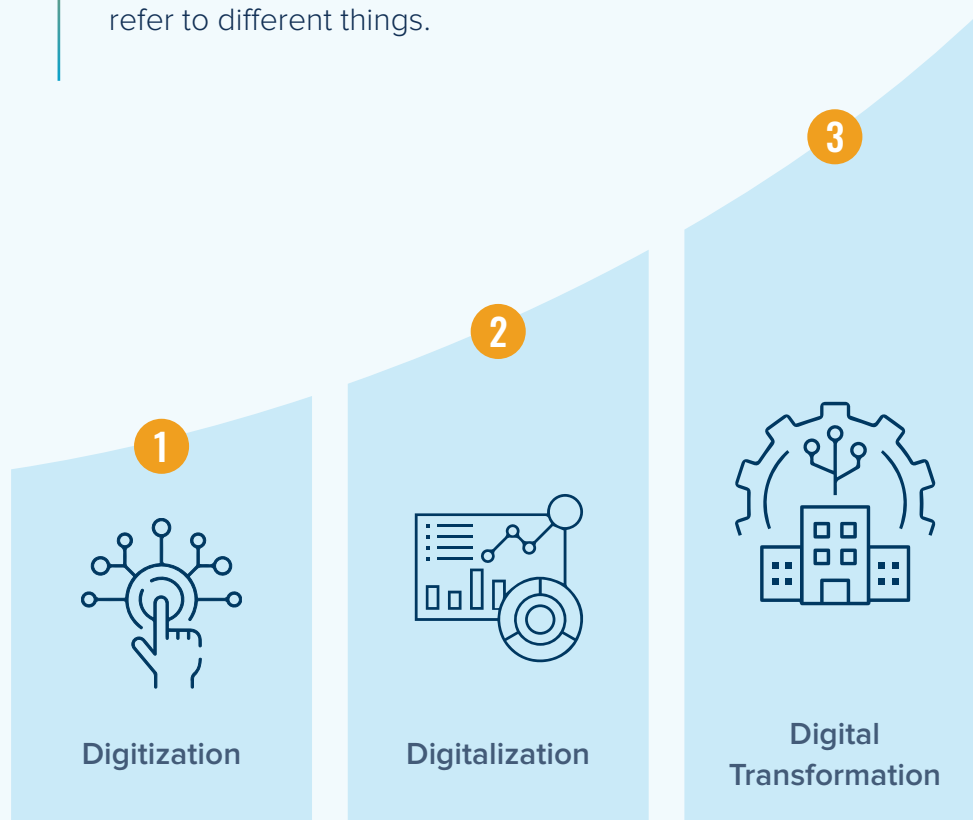 refer to different things.
3
2
1
Digitization
Digitalization
Digital
Transformation